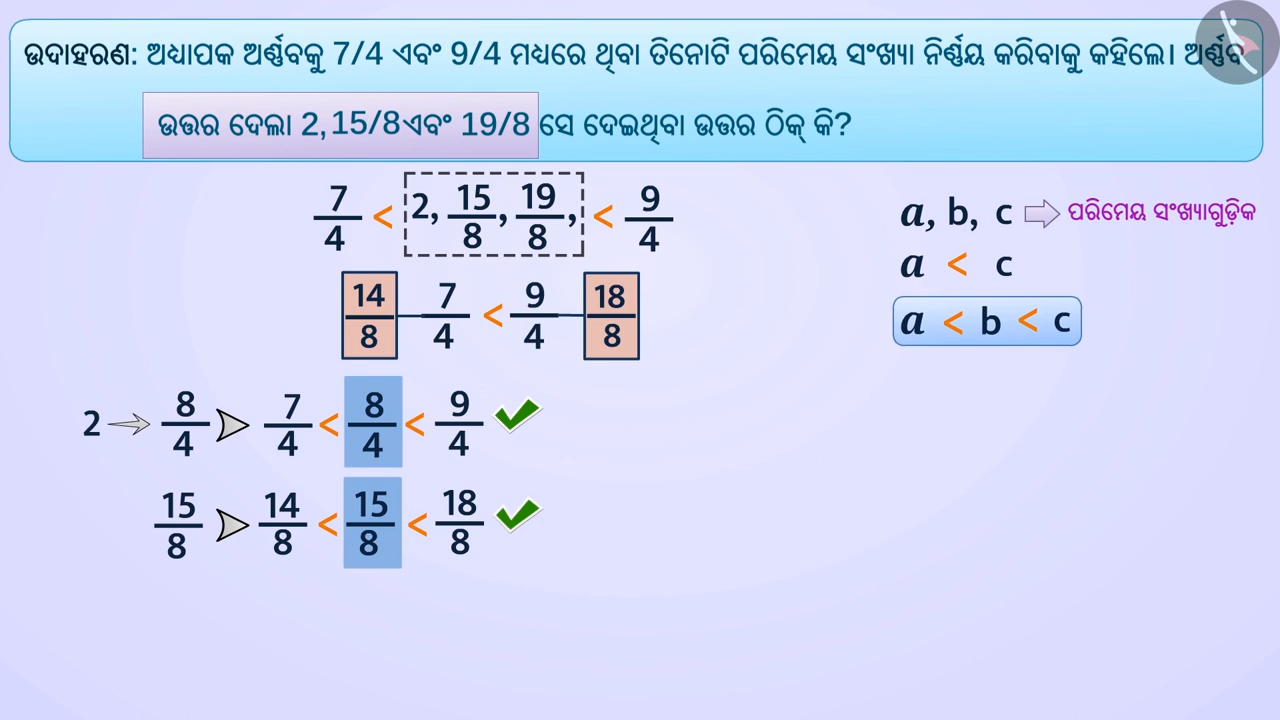 ଉଦାହରଣ: ଅଧ୍ୟାପକ ଅର୍ଣ୍ଣବକୁ 7/4 ଏବଂ 9/4 ମଧ୍ୟରେ ଥିବା ତିନୋଟି ପରିମେୟ ସଂଖ୍ୟା ନିର୍ଣ୍ଣୟ କରିବାକୁ କହିଲେ। ଅର୍ଣ୍ଣବ
ଉତ୍ତର ଦେଲା 2, 15/8 ଏବଂ 19/8 ସେ ଦେଇଥିବା ଉତ୍ତର ଠିକ୍ କି?
7/4 < 2, 15/8, 19/8, < 9/4
a, b, c ⇨ ପରିମେୟ ସଂଖ୍ୟାଗୁଡ଼ିକ
a < c
14/8 7/4 < 9/4 18/8
a < b < c
2 → 8/4 ➢ 7/4 < 8/4 < 9/4 ✔
15/8 ➢ 14/8 < 15/8 < 18/8 ✔